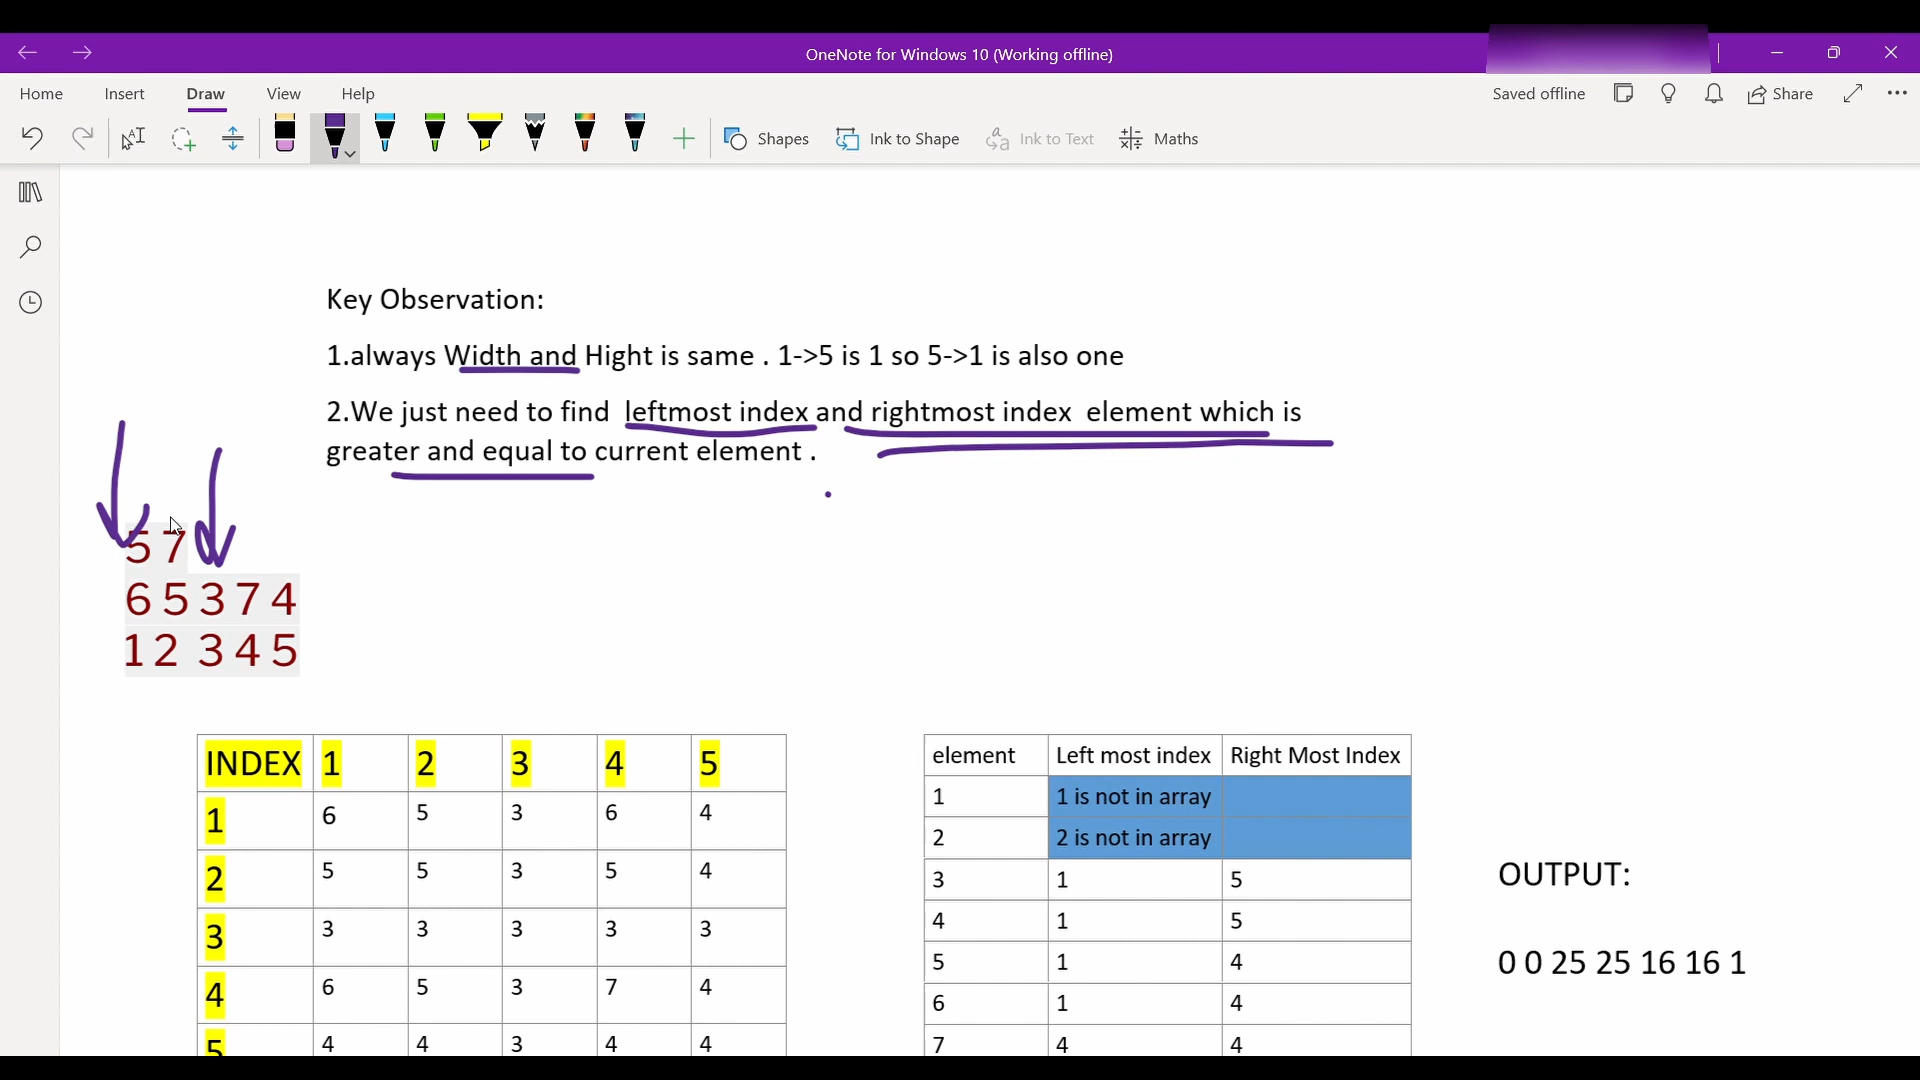 OneNote for Windows 10 (Working offline)
Home Insert Draw View Help
Saved offline Share
Shapes Ink to Shape Ink to Text Maths
Key Observation:
1.always Width and Hight is same . 1->5 is 1 so 5->1 is also one
2.We just need to find leftmost index and rightmost index element which is
greater and equal to current element .
5 7
6 5 3 7 4
1 2 3 4 5
INDEX 1 2 3 4 5
1 6 5 3 6 4
2 5 5 3 5 4
3 3 3 3 3 3
4 6 5 3 7 4
5 4 4 3 4 4
element Left most index Right Most Index
1 1 is not in array
2 2 is not in array
3 1 5
4 1 5
5 1 4
6 1 4
7 4 4
OUTPUT:
0 0 25 25 16 16 1